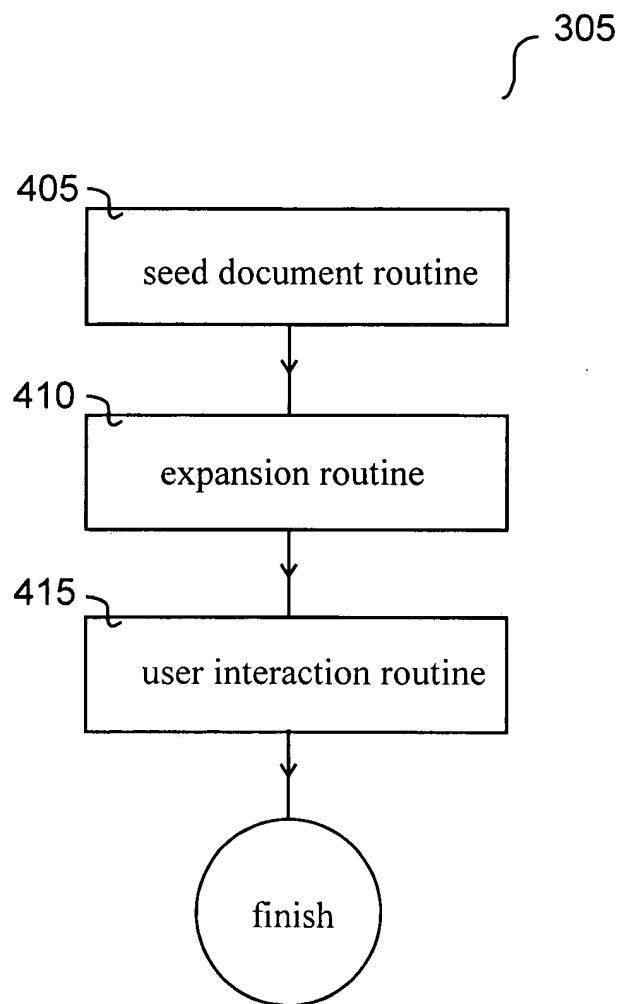 305
405
seed document routine
410
expansion routine
415
user interaction routine
finish